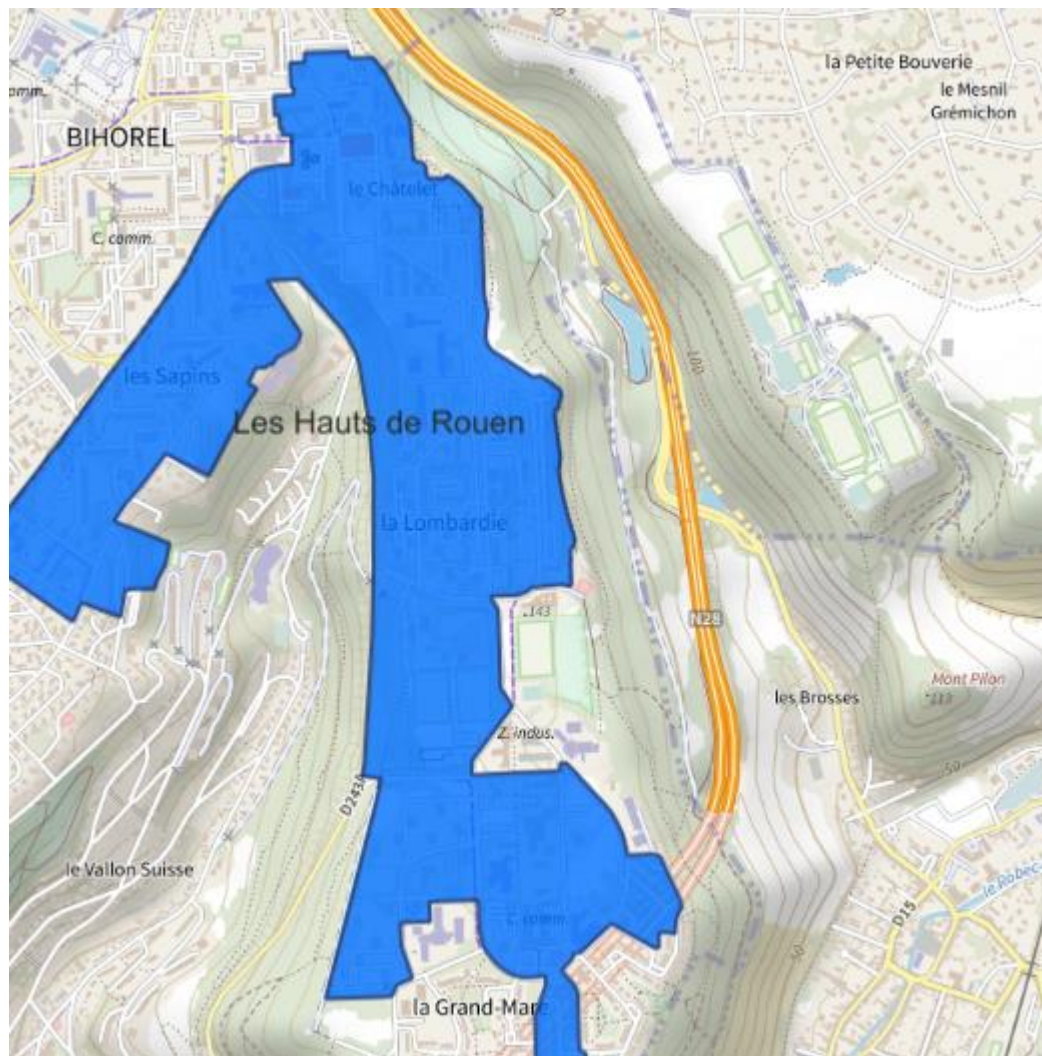 la Petite Bouverie
le Mesnil
Grémichon
omm.
BIHOREL
le Châtelet
C. comm.
les Sapins
100
Les Hauts de Rouen
la Lombardie
.143
N28
Mont Pilon
113
les Brosses
Z. indus.
50
D243A
le Vallon Suisse
le Robec
D15
C. comm.
50
la Grand-Mare